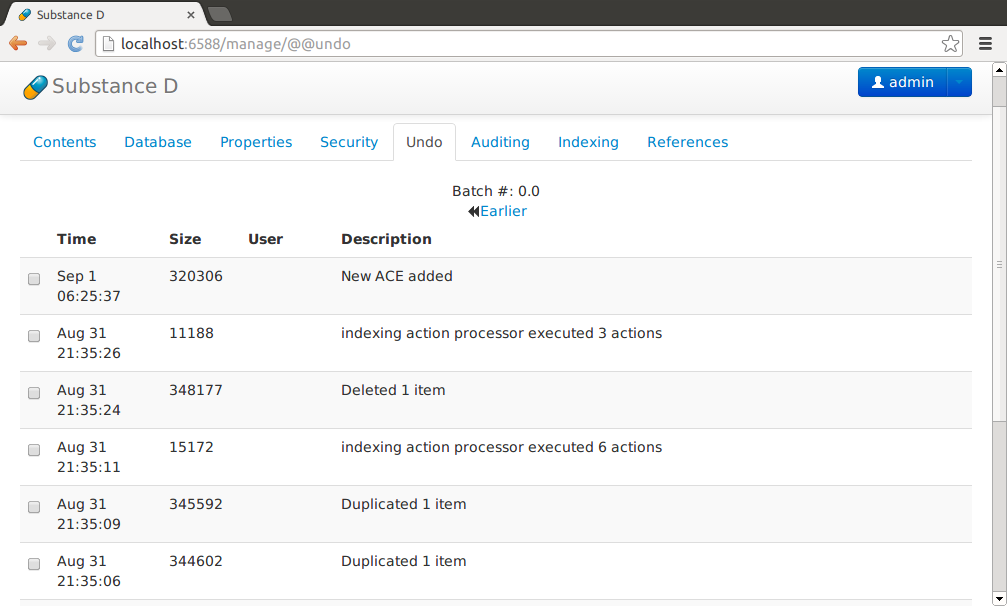 Substance D
localhost:6588/manage/@@undo
Substance D
admin
Contents Database Properties Security Undo Auditing Indexing References
Batch #: 0.0
Earlier
Time Size User Description
Sep 1 320306 New ACE added
06:25:37
Aug 31 11188 indexing action processor executed 3 actions
21:35:26
Aug 31 348177 Deleted 1 item
21:35:24
Aug 31 15172 indexing action processor executed 6 actions
21:35:11
Aug 31 345592 Duplicated 1 item
21:35:09
Aug 31 344602 Duplicated 1 item
21:35:06